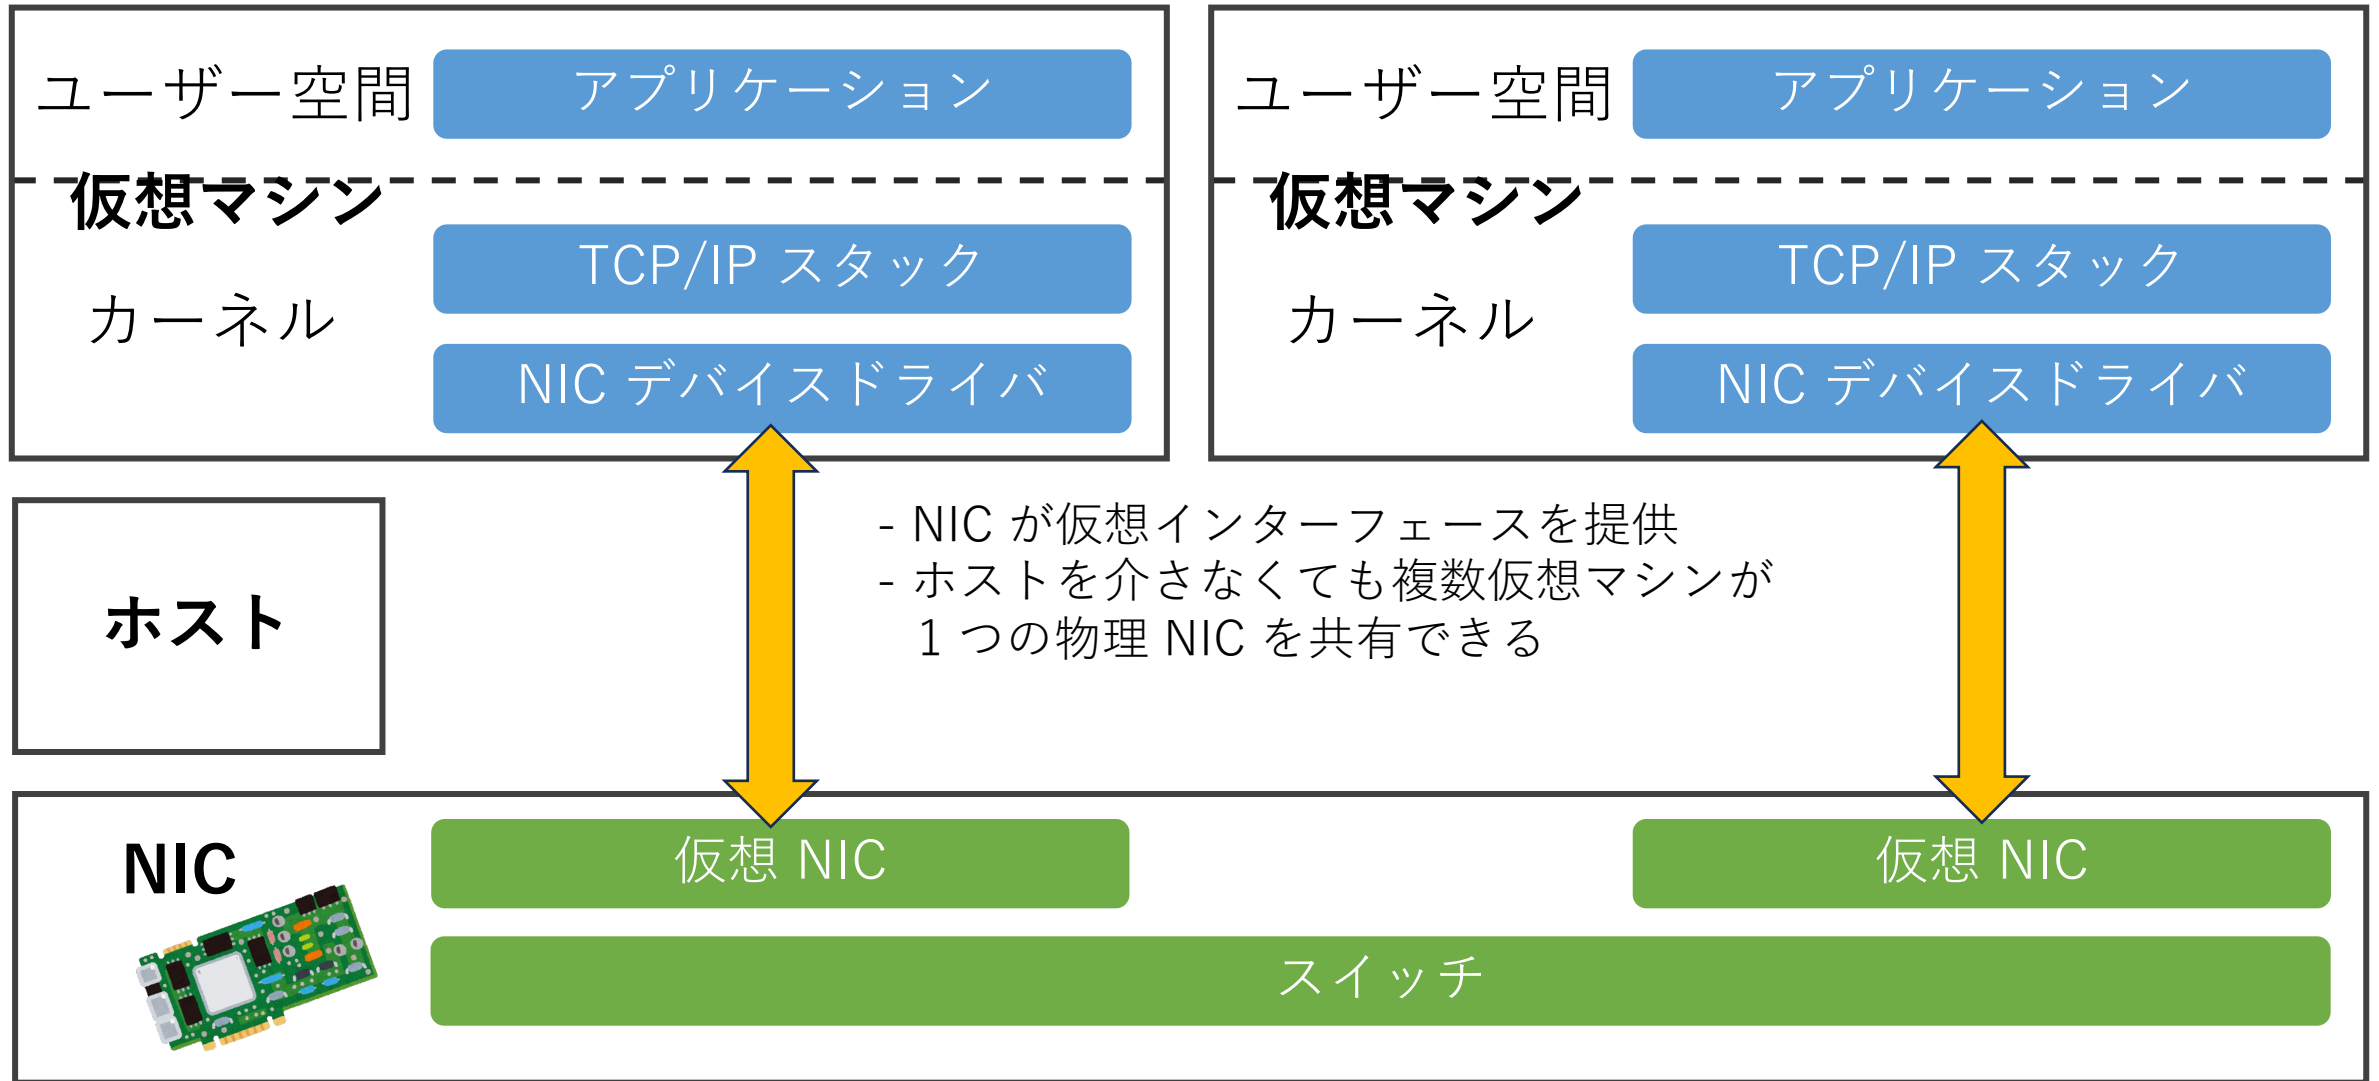 ユーザー空間
アプリケーション
仮想マシン
TCP/IP スタック
カーネル
NIC デバイスドライバ
ユーザー空間
アプリケーション
仮想マシン
TCP/IP スタック
カーネル
NIC デバイスドライバ
ホスト
- NIC が仮想インターフェースを提供
- ホストを介さなくても複数仮想マシンが
1 つの物理 NIC を共有できる
NIC
仮想 NIC
仮想 NIC
スイッチ